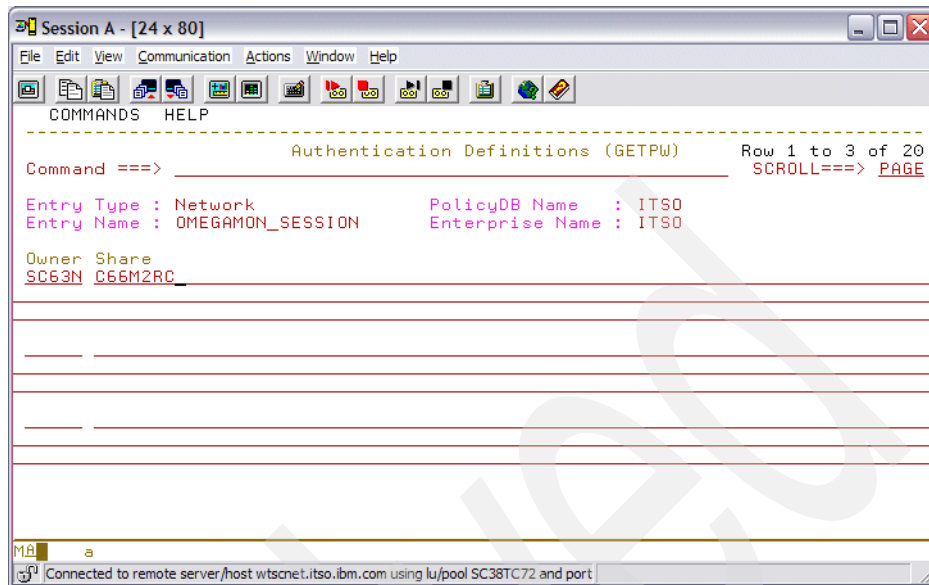 Session A - [24 x 80]
File Edit View Communication Actions Window Help
COMMANDS HELP
Authentication Definitions (GETPW) Row 1 to 3 of 20
Command ===> SCROLL===> PAGE
Entry Type : Network PolicyDB Name : ITSO
Entry Name : OMEGAMON_SESSION Enterprise Name : ITSO
Owner Share
SC63N C66M2RC_
MA a
Connected to remote server/host wtscnet.itso.ibm.com using lu/pool SC38TC72 and port